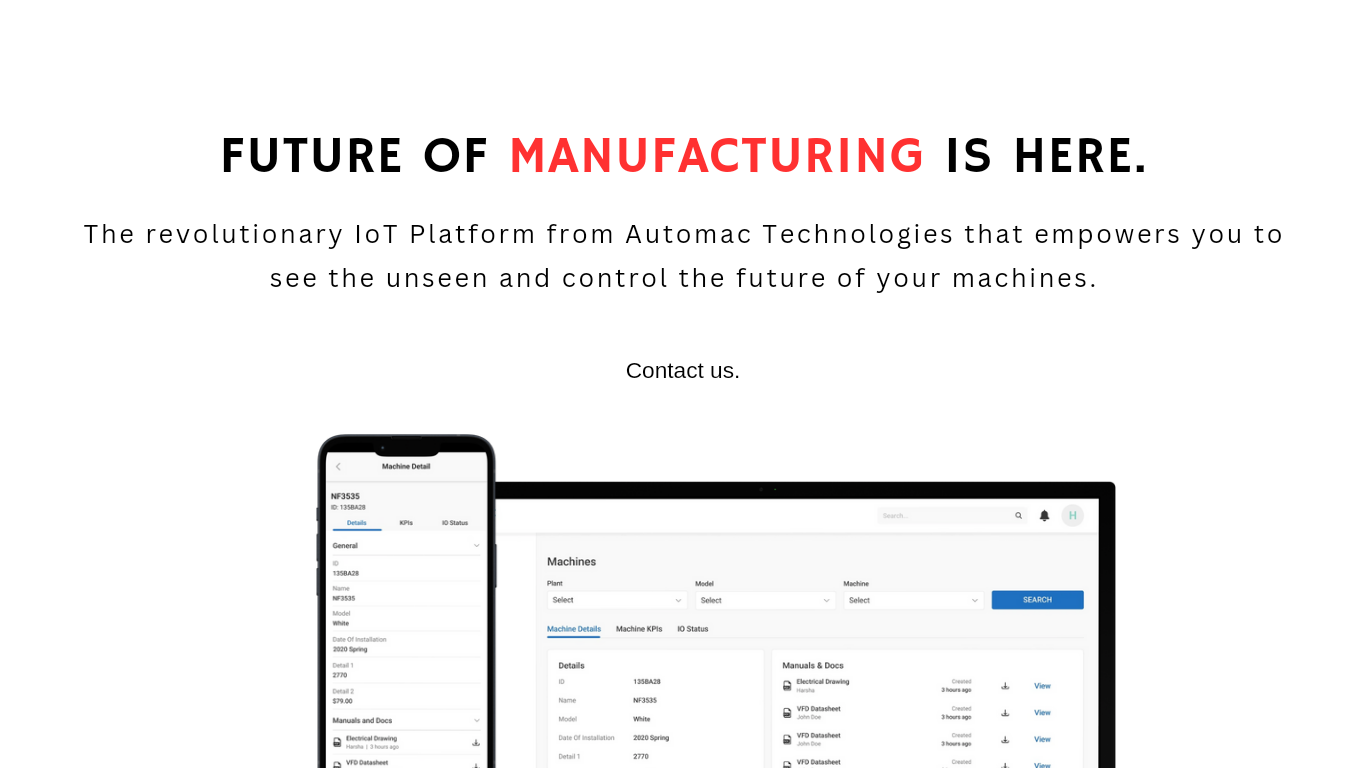 FUTURE OF MANUFACTURING IS HERE.
The revolutionary IoT Platform from Automac Technologies that empowers you to
see the unseen and control the future of your machines.
Contact us.
Machine Detail
NF3535
ID: 135BA28
Details KPIs IO Status
General
ID
135BA28
Name
NF3535
Model
White
Date Of Installation
2020 Spring
Detail 1
2770
Detail 2
$79.00
Manuals and Docs
Electrical Drawing
Harsha | 3 hours ago
VFD Datasheet
Search...
H
Machines
Plant Model Machine
Select Select Select SEARCH
Machine Details Machine KPIs IO Status
Details
ID 135BA28
Name NF3535
Model White
Date Of Installation 2020 Spring
Detail 1 2770
Manuals & Docs
Electrical Drawing Created
Harsha 3 hours ago View
VFD Datasheet Created
John Doe 3 hours ago View
VFD Datasheet Created
John Doe 3 hours ago View
VFD Datasheet Created
View